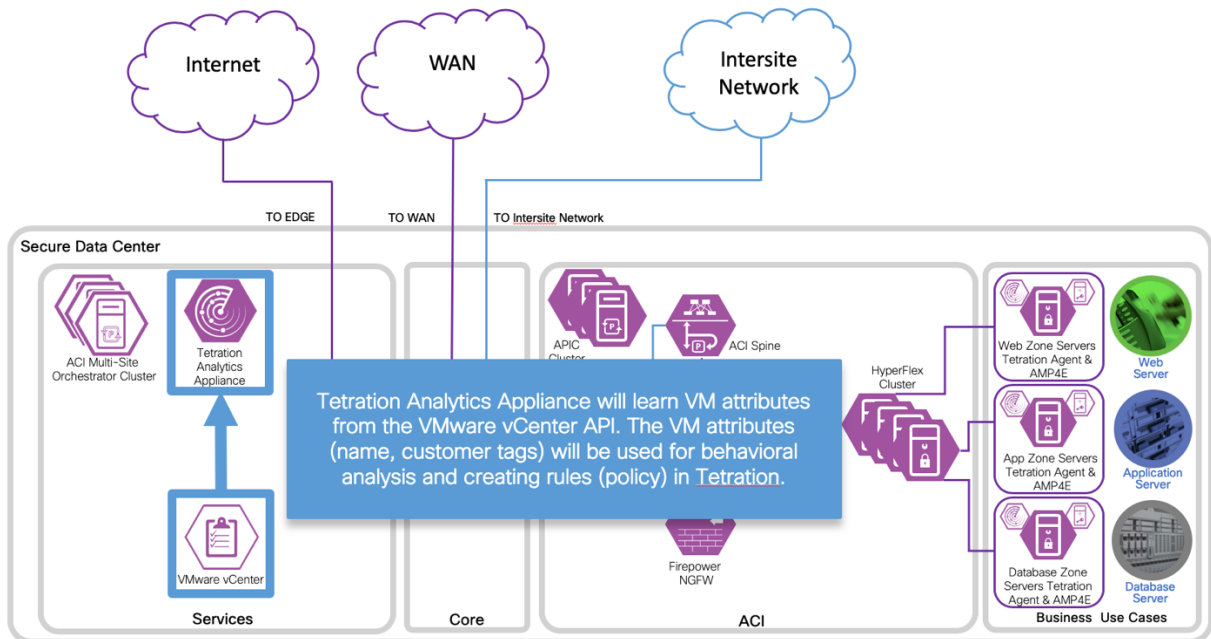 Internet
WAN
Intersite
Network
TO EDGE
TO WAN
TO Intersite Network
Secure Data Center
ACI Multi-Site
Orchestrator Cluster
Tetration
Analytics
Appliance
VMware vCenter
Services
Core
APIC
Cluster
P
ACI Spine
Tetration Analytics Appliance will learn VM attributes
from the VMware vCenter API. The VM attributes
(name, customer tags) will be used for behavioral
analysis and creating rules (policy) in Tetration.
Firepower
NGFW
ACI
HyperFlex
Cluster
Web Zone Servers
Tetration Agent &
AMP4E
Web
Server
App Zone Servers
Tetration Agent &
AMP4E
Application
Server
Database Zone
Servers Tetration
Agent & AMP4E
Database
Server
Business Use Cases